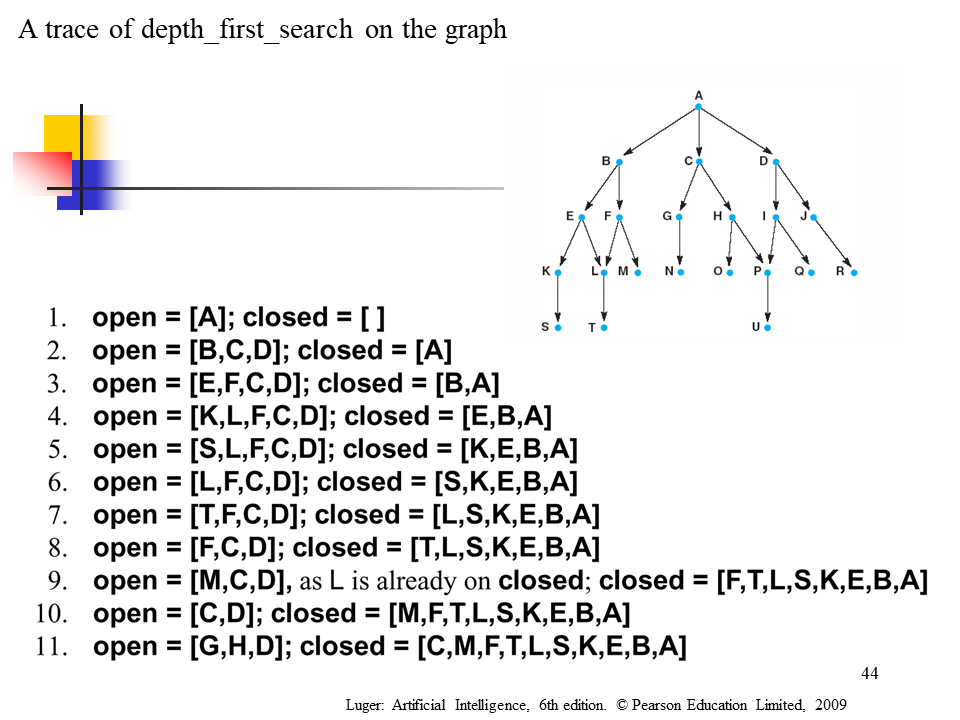 A trace of depth_first_search on the graph
A
B C D
E F G H I J
K L M N O P Q R
S T U
1. open = [A]; closed = [ ]
2. open = [B,C,D]; closed = [A]
3. open = [E,F,C,D]; closed = [B,A]
4. open = [K,L,F,C,D]; closed = [E,B,A]
5. open = [S,L,F,C,D]; closed = [K,E,B,A]
6. open = [L,F,C,D]; closed = [S,K,E,B,A]
7. open = [T,F,C,D]; closed = [L,S,K,E,B,A]
8. open = [F,C,D]; closed = [T,L,S,K,E,B,A]
9. open = [M,C,D], as L is already on closed; closed = [F,T,L,S,K,E,B,A]
10. open = [C,D]; closed = [M,F,T,L,S,K,E,B,A]
11. open = [G,H,D]; closed = [C,M,F,T,L,S,K,E,B,A]
44
Luger: Artificial Intelligence, 6th edition. © Pearson Education Limited, 2009